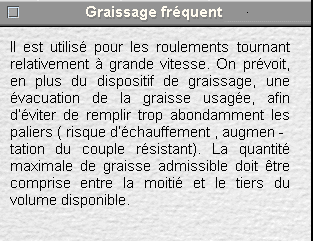 Graissage fréquent
Il est utilisé pour les roulements tournant
relativement à grande vitesse. On prévoit,
en plus du dispositif de graissage, une
évacuation de la graisse usagée, afin
d'éviter de remplir trop abondamment les
paliers ( risque d'échauffement , augmen -
tation du couple résistant). La quantité
maximale de graisse admissible doit être
comprise entre la moitié et le tiers du
volume disponible.